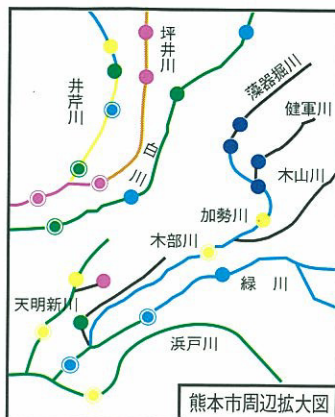 坪井川
井芹川
白川
藻器掘川
健軍川
木山川
加勢川
木部川
天明新川
緑川
浜戸川
熊本市周辺拡大図